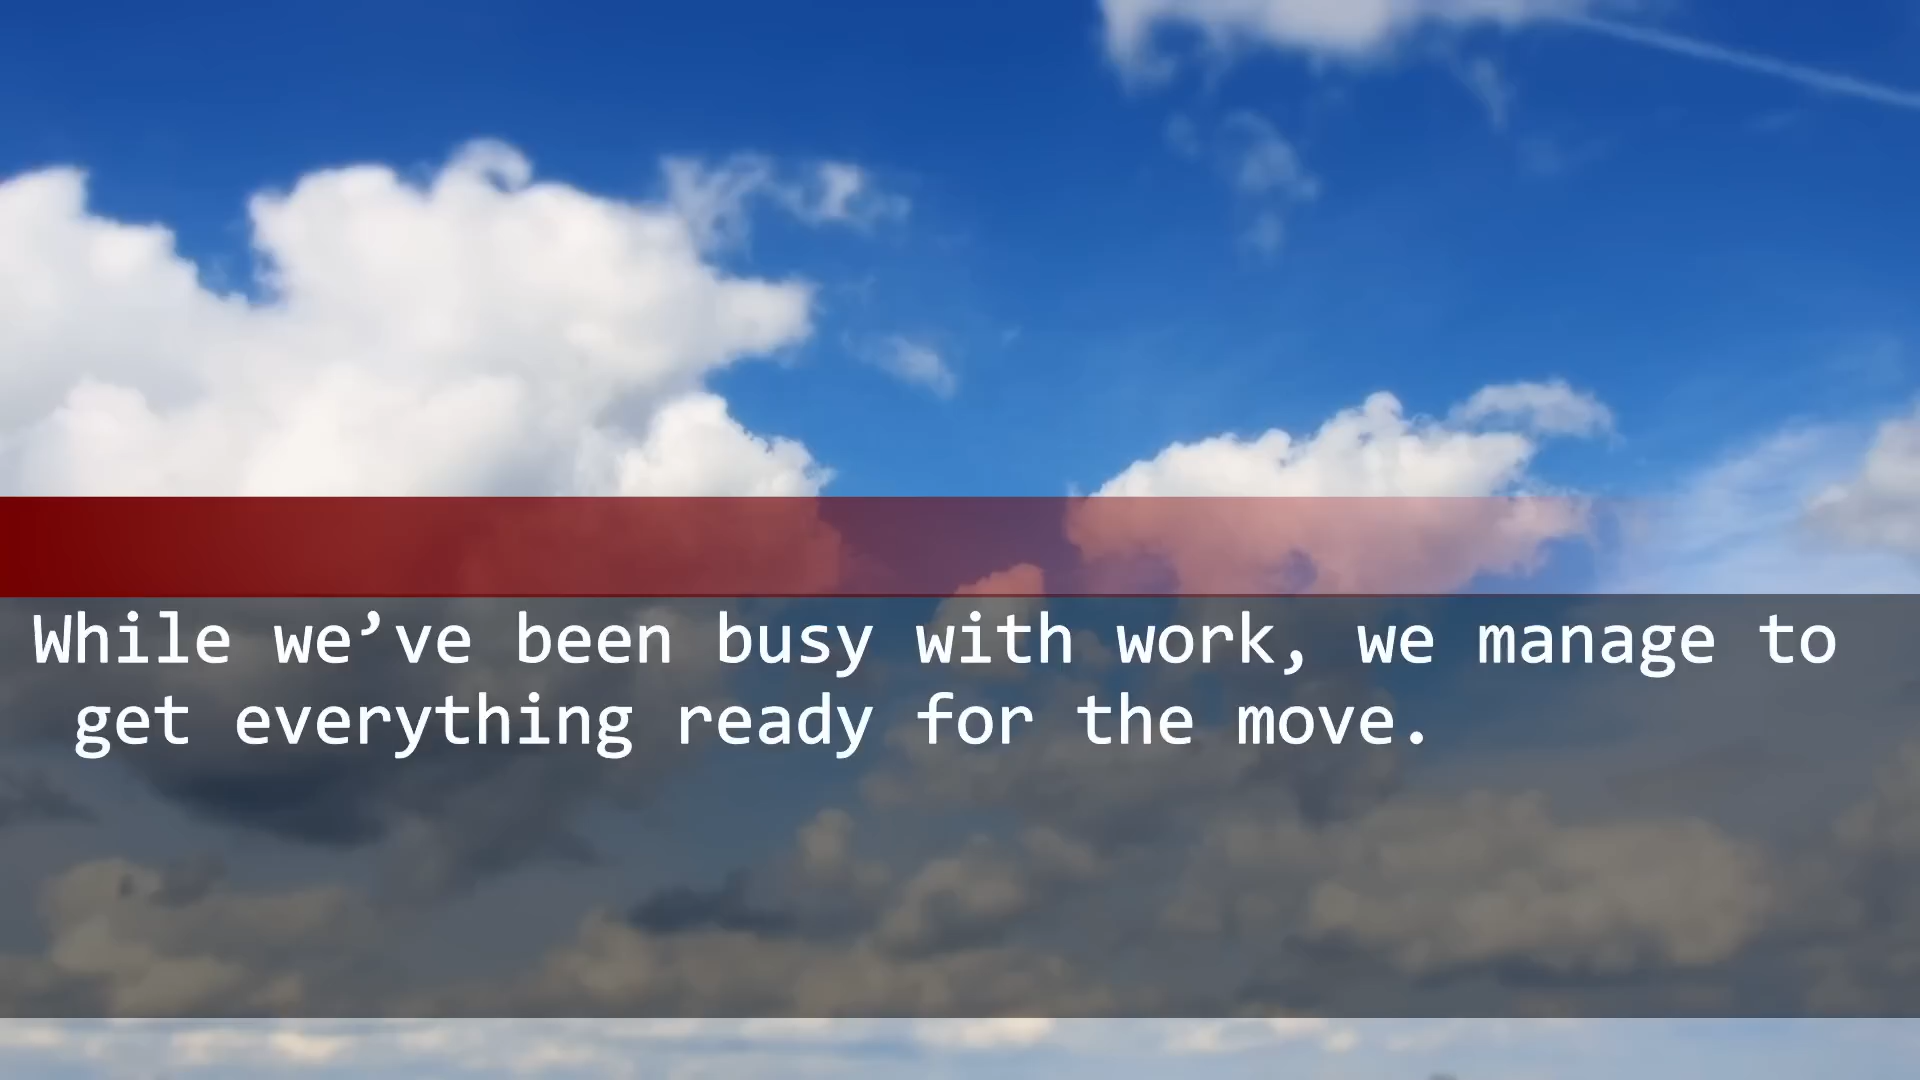 While we’ve been busy with work, we manage to
get everything ready for the move.